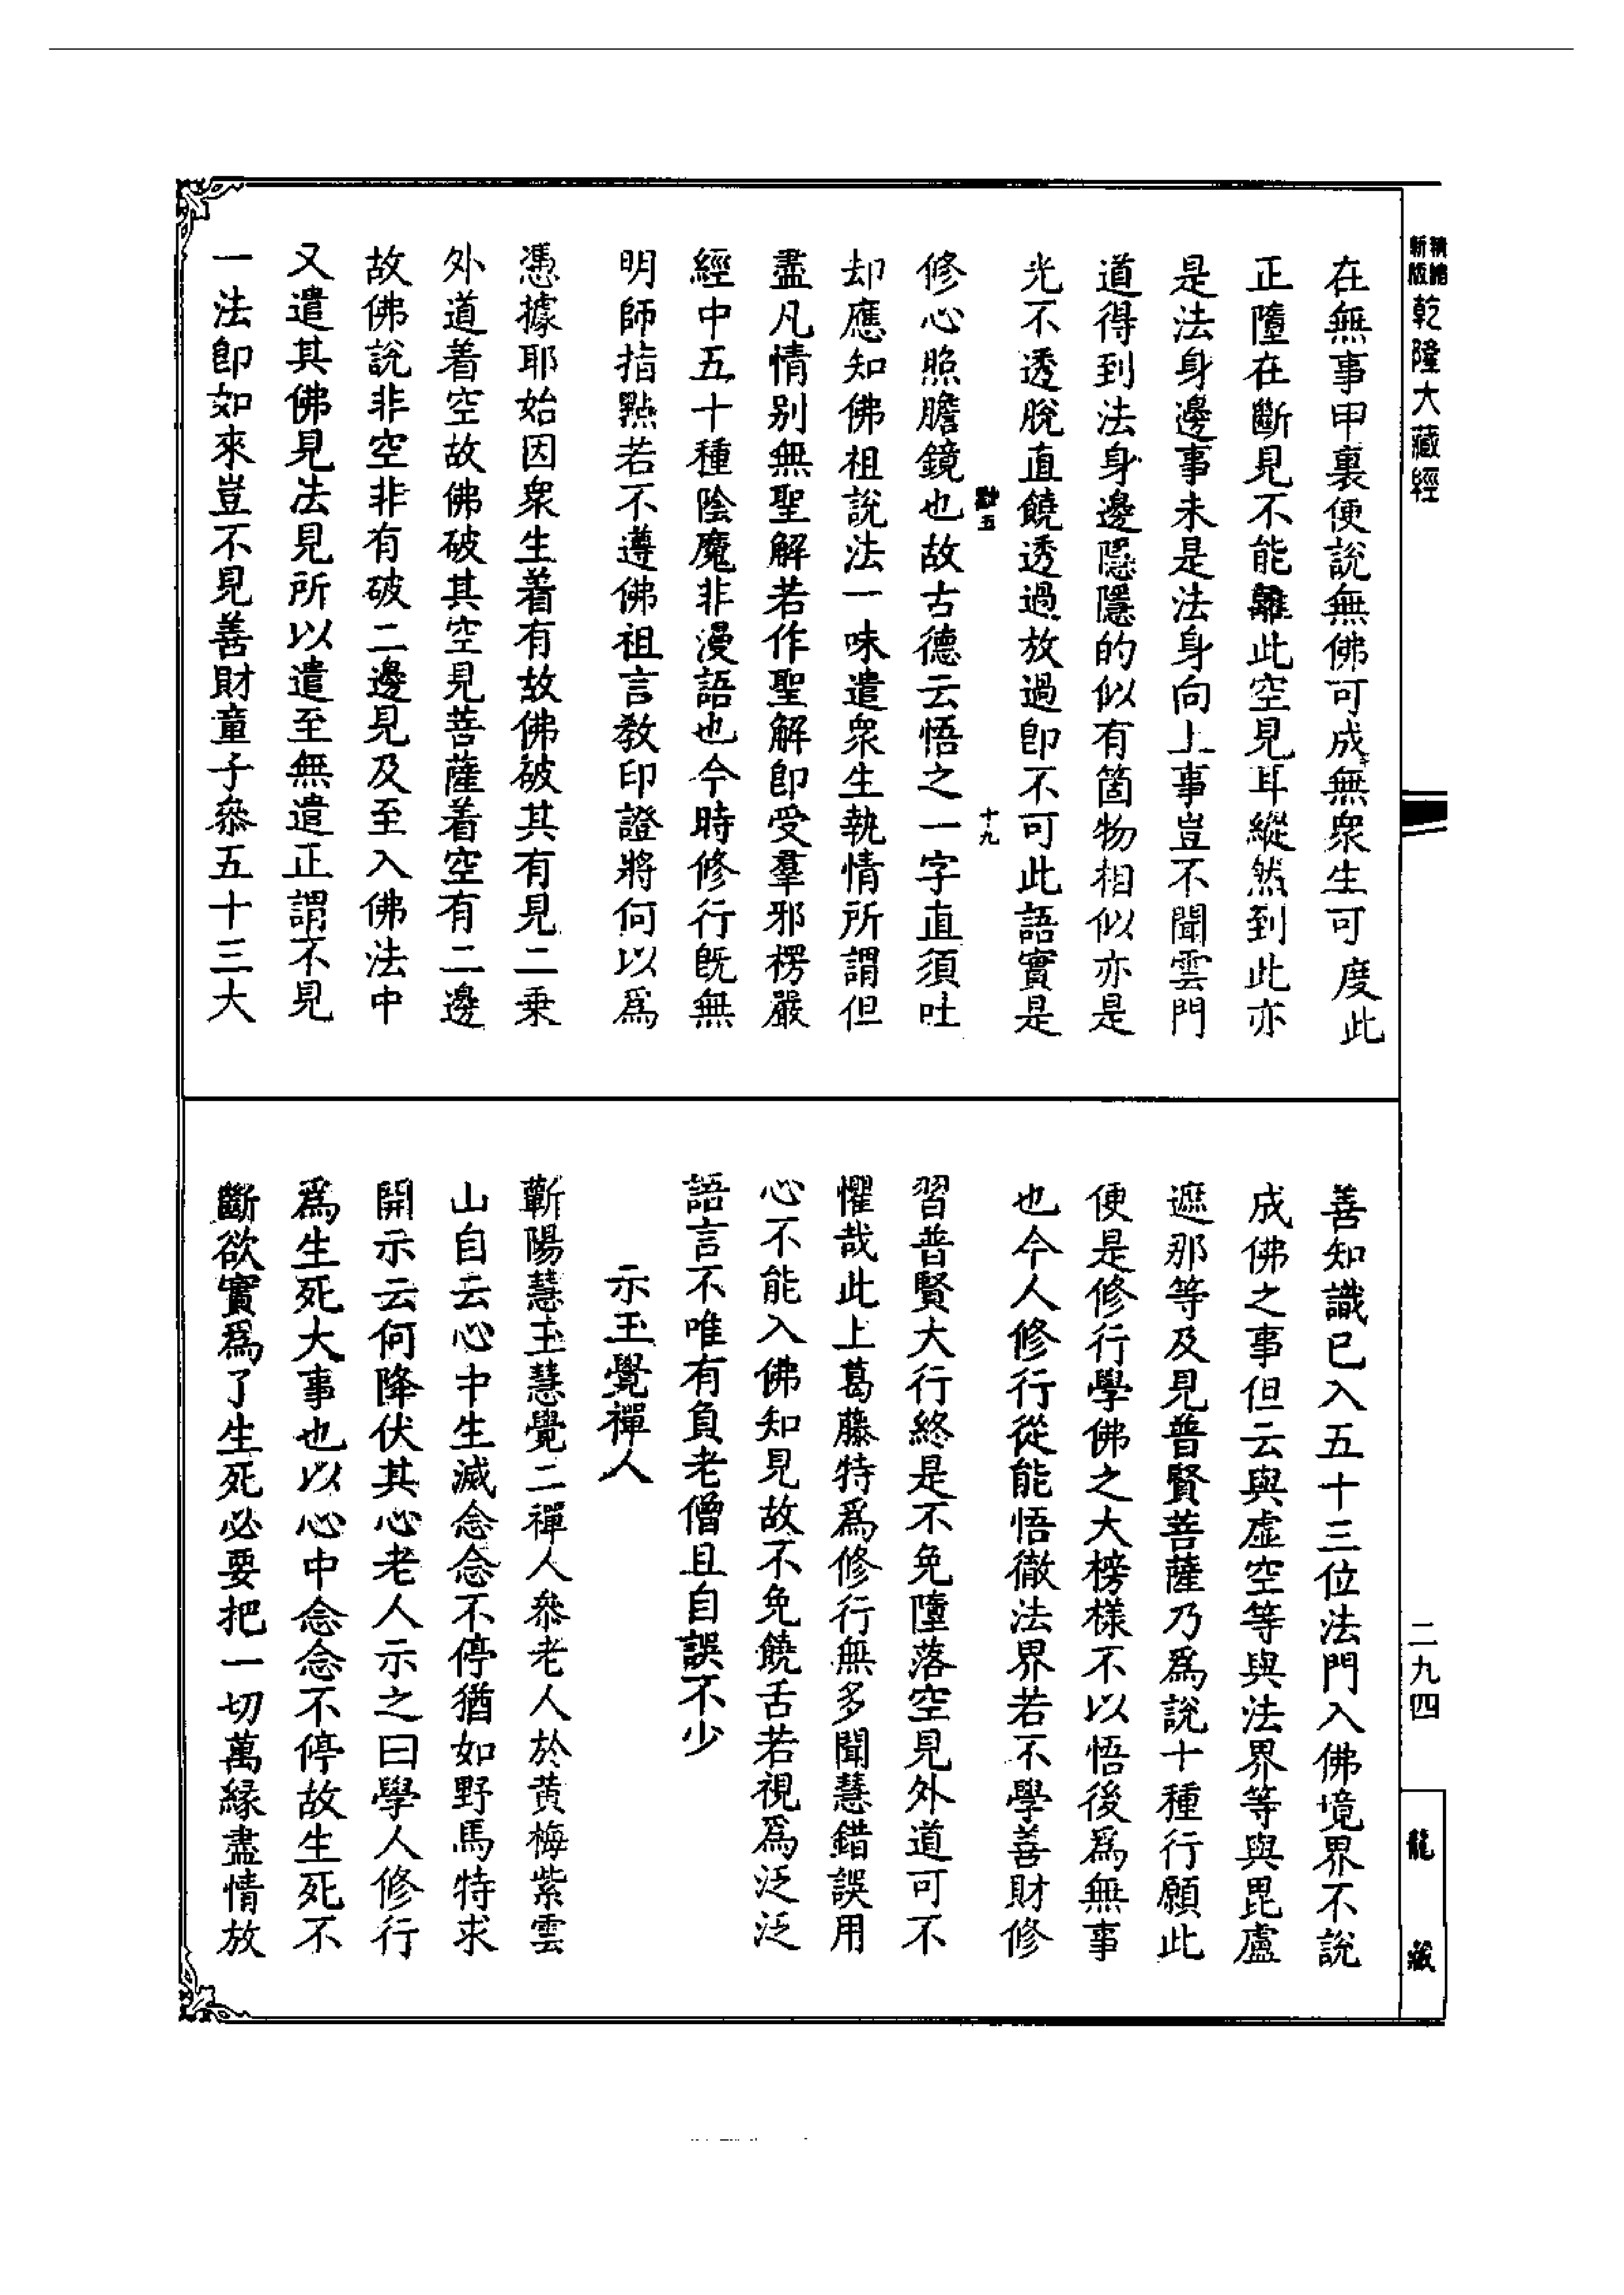 精縮新版乾隆大藏經
在無事甲裏便說無佛可成無衆生可度此
正墮在斷見不能離此空見耳縱然到此亦
是法身邊事未是法身向上事豈不聞雲門
道得到法身邊隱隱的似有箇物相似亦是
光不透脫直饒透過放過卽不可此語實是
勤五 十九
修心照膽鏡也故古德云悟之一字直須吐
却應知佛祖說法一味遣衆生執情所謂但
盡凡情別無聖解若作聖解卽受羣邪楞嚴
經中五十種陰魔非漫語也今時修行旣無
明師指點若不遵佛祖言教印證將何以爲
憑據耶始因衆生着有故佛破其有見二乗
外道着空故佛破其空見菩薩着空有二邊
故佛說非空非有破二邊見及至入佛法中
又遣其佛見法見所以遣至無遣正謂不見
一法卽如來豈不見善財童子叅五十三大
善知識已入五十三位法門入佛境界不說
成佛之事但云與虛空等與法界等與毘盧
遮那等及見普賢菩薩乃爲說十種行願此
便是修行學佛之大榜樣不以悟後爲無事
也今人修行從能悟徹法界若不學善財修
習普賢大行終是不免墮落空見外道可不
懼哉此上葛藤特爲修行無多聞慧錯誤用
心不能入佛知見故不免饒舌若視爲泛泛
語言不唯有負老僧且自誤不少
示玉覺禪人
蘄陽慧玉慧覺二禪人叅老人於黄梅紫雲
山自云心中生滅念念不停猶如野馬特求
開示云何降伏其心老人示之曰學人修行
爲生死大事也以心中念念不停故生死不
斷欲實爲了生死必要把一切萬緣盡情放
二九四
龍藏